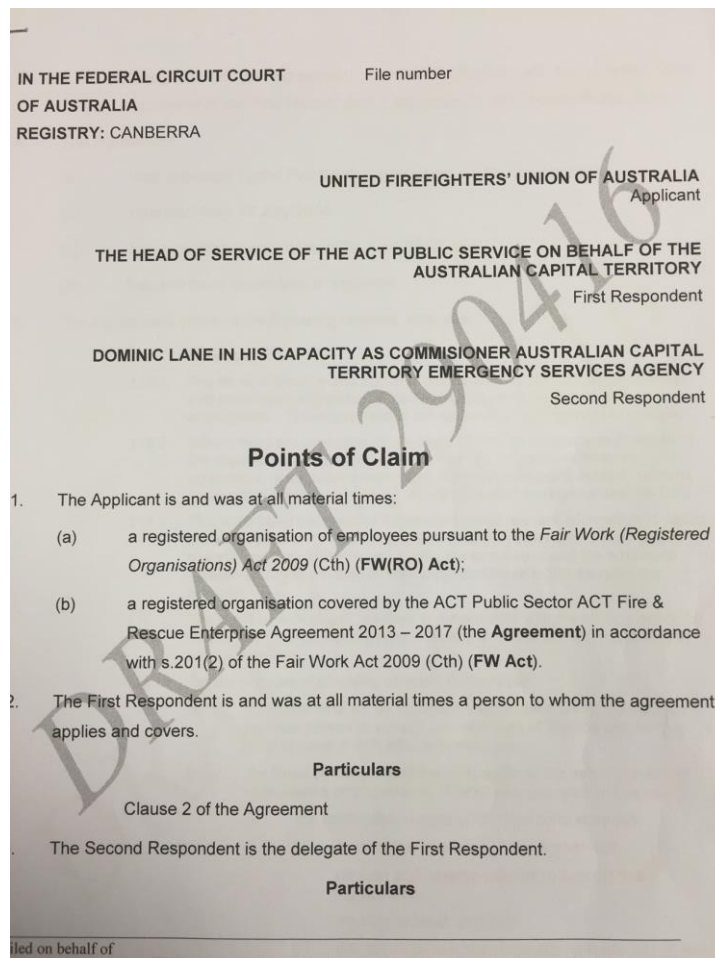 IN THE FEDERAL CIRCUIT COURT File number
OF AUSTRALIA
REGISTRY: CANBERRA
UNITED FIREFIGHTERS' UNION OF AUSTRALIA
Applicant
THE HEAD OF SERVICE OF THE ACT PUBLIC SERVICE ON BEHALF OF THE
AUSTRALIAN CAPITAL TERRITORY
First Respondent
DOMINIC LANE IN HIS CAPACITY AS COMMISIONER AUSTRALIAN CAPITAL
TERRITORY EMERGENCY SERVICES AGENCY
Second Respondent
DRAFT 290416
Points of Claim
1. The Applicant is and was at all material times:
(a) a registered organisation of employees pursuant to the Fair Work (Registered
Organisations) Act 2009 (Cth) (FW(RO) Act);
(b) a registered organisation covered by the ACT Public Sector ACT Fire &
Rescue Enterprise Agreement 2013 – 2017 (the Agreement) in accordance
with s.201(2) of the Fair Work Act 2009 (Cth) (FW Act).
2. The First Respondent is and was at all material times a person to whom the agreement
applies and covers.
Particulars
Clause 2 of the Agreement
. The Second Respondent is the delegate of the First Respondent.
Particulars
iled on behalf of